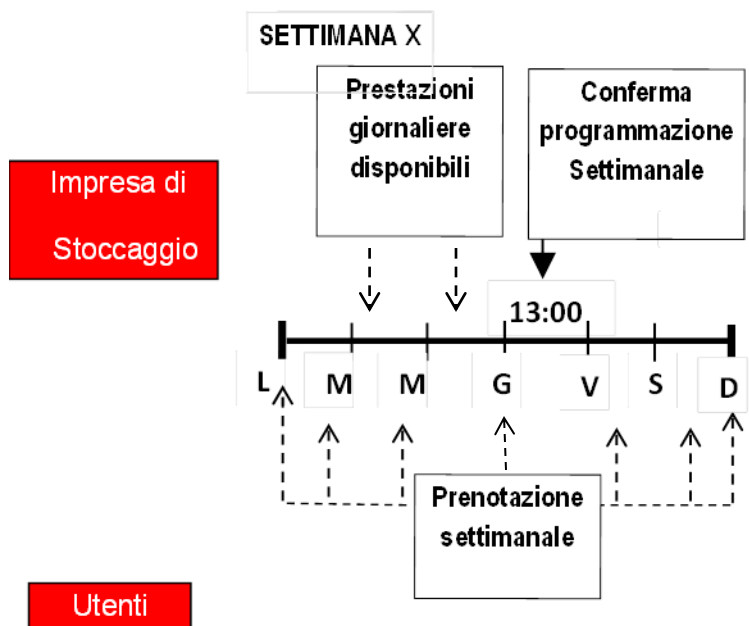 SETTIMANA X
Prestazioni
giornaliere
disponibili
Conferma
programmazione
Settimanale
Impresa di
Stoccaggio
13:00
L M M G V S D
Prenotazione
settimanale
Utenti